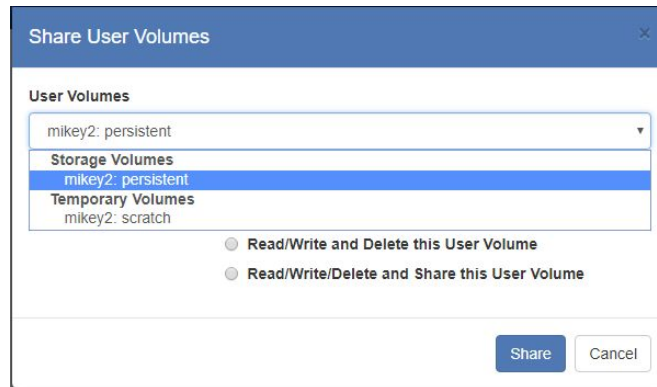 Share User Volumes ×
User Volumes
mikey2: persistent
Storage Volumes
mikey2: persistent
Temporary Volumes
mikey2: scratch
Read/Write and Delete this User Volume
Read/Write/Delete and Share this User Volume
Share Cancel